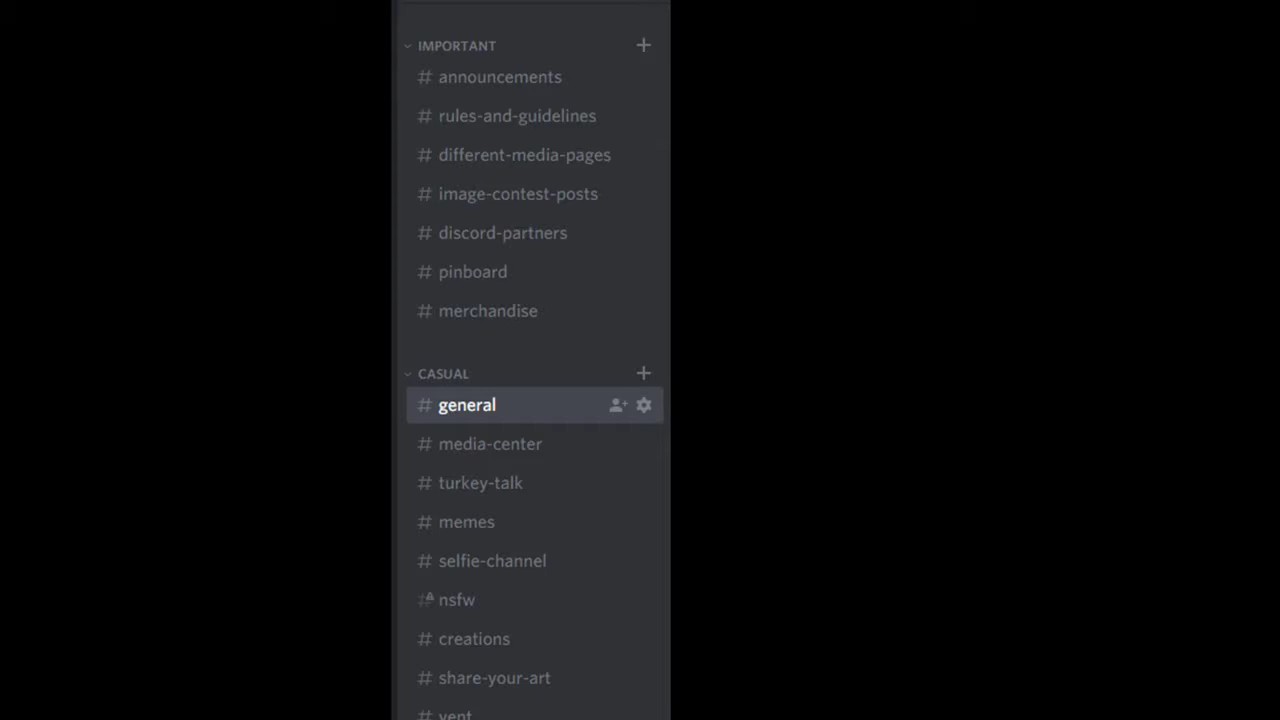 IMPORTANT
# announcements
# rules-and-guidelines
# different-media-pages
# image-contest-posts
# discord-partners
# pinboard
# merchandise
CASUAL
# general
# media-center
# turkey-talk
# memes
# selfie-channel
# nsfw
# creations
# share-your-art
# vent